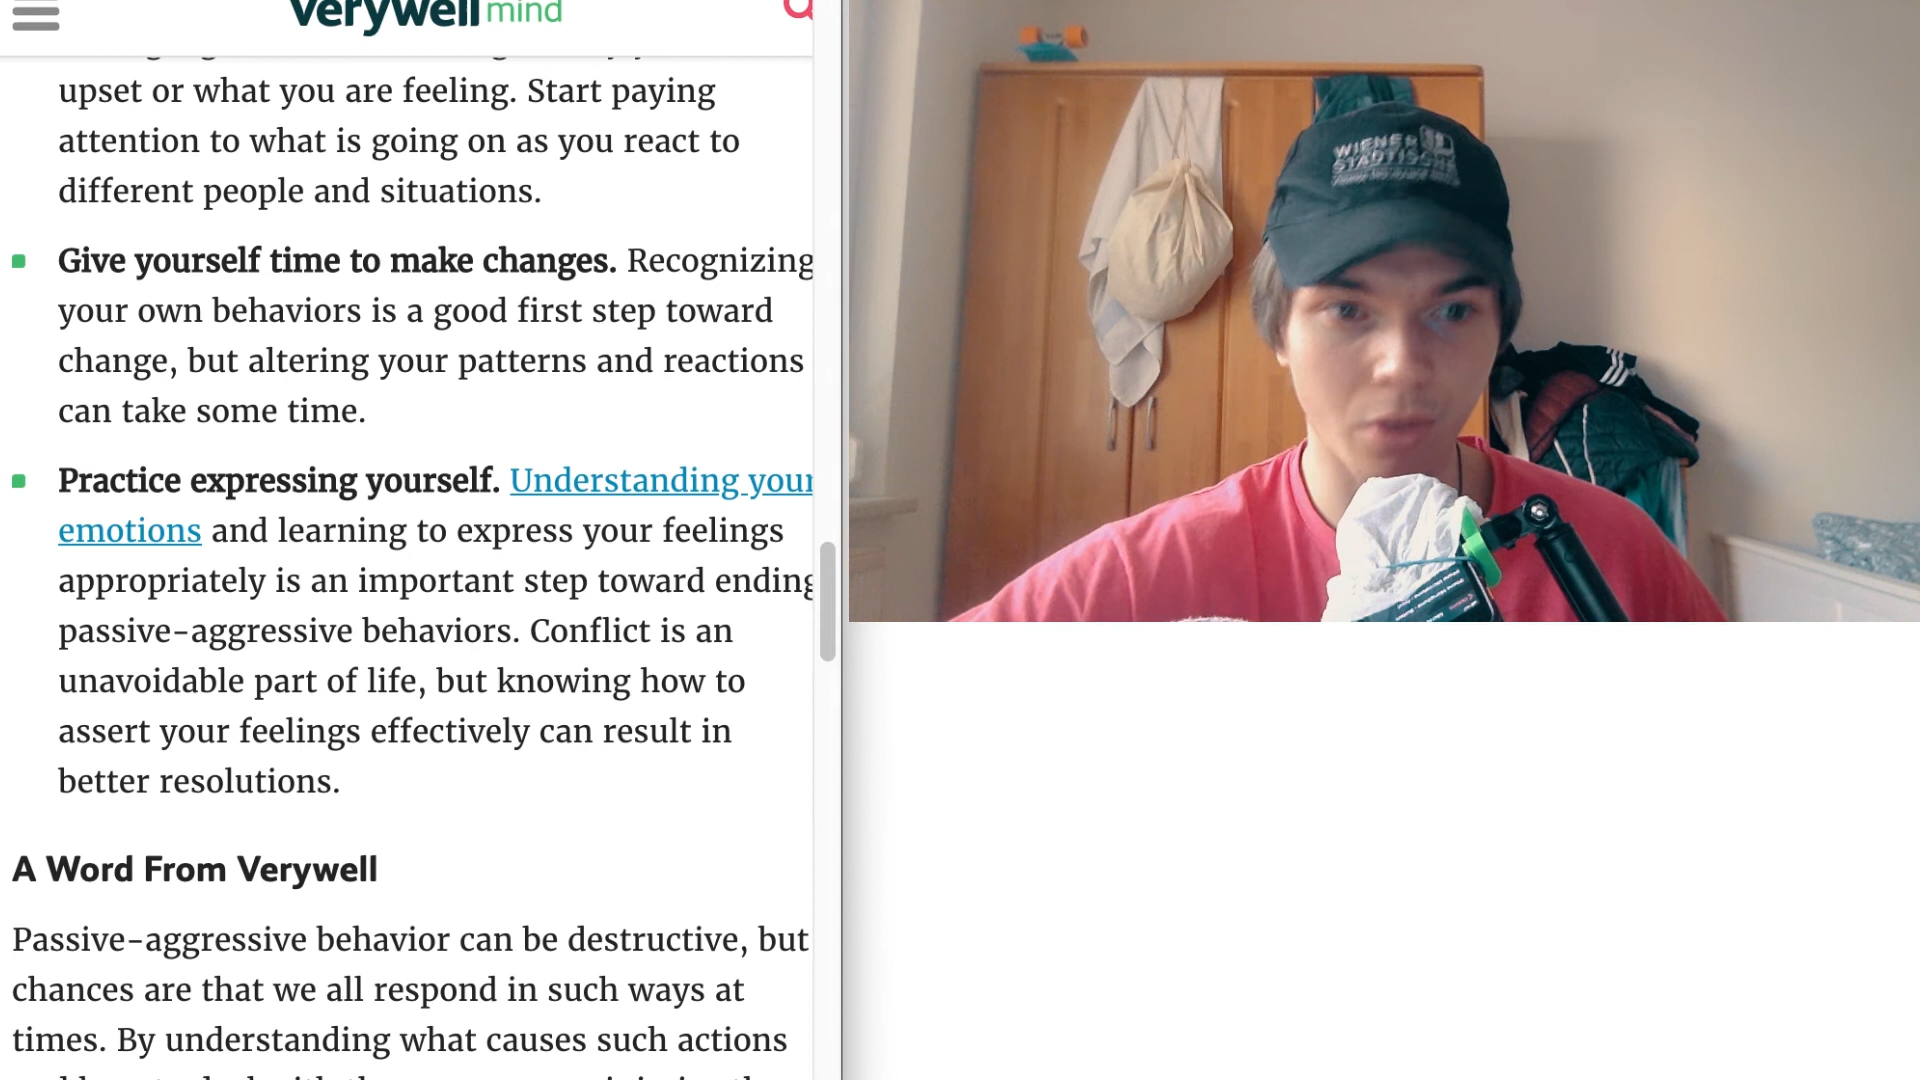 verywell mind
upset or what you are feeling. Start paying
attention to what is going on as you react to
different people and situations.
Give yourself time to make changes. Recognizing
your own behaviors is a good first step toward
change, but altering your patterns and reactions
can take some time.
Practice expressing yourself. Understanding your
emotions and learning to express your feelings
appropriately is an important step toward ending
passive-aggressive behaviors. Conflict is an
unavoidable part of life, but knowing how to
assert your feelings effectively can result in
better resolutions.
A Word From Verywell
Passive-aggressive behavior can be destructive, but
chances are that we all respond in such ways at
times. By understanding what causes such actions
WIENER
STÄDTISCHE